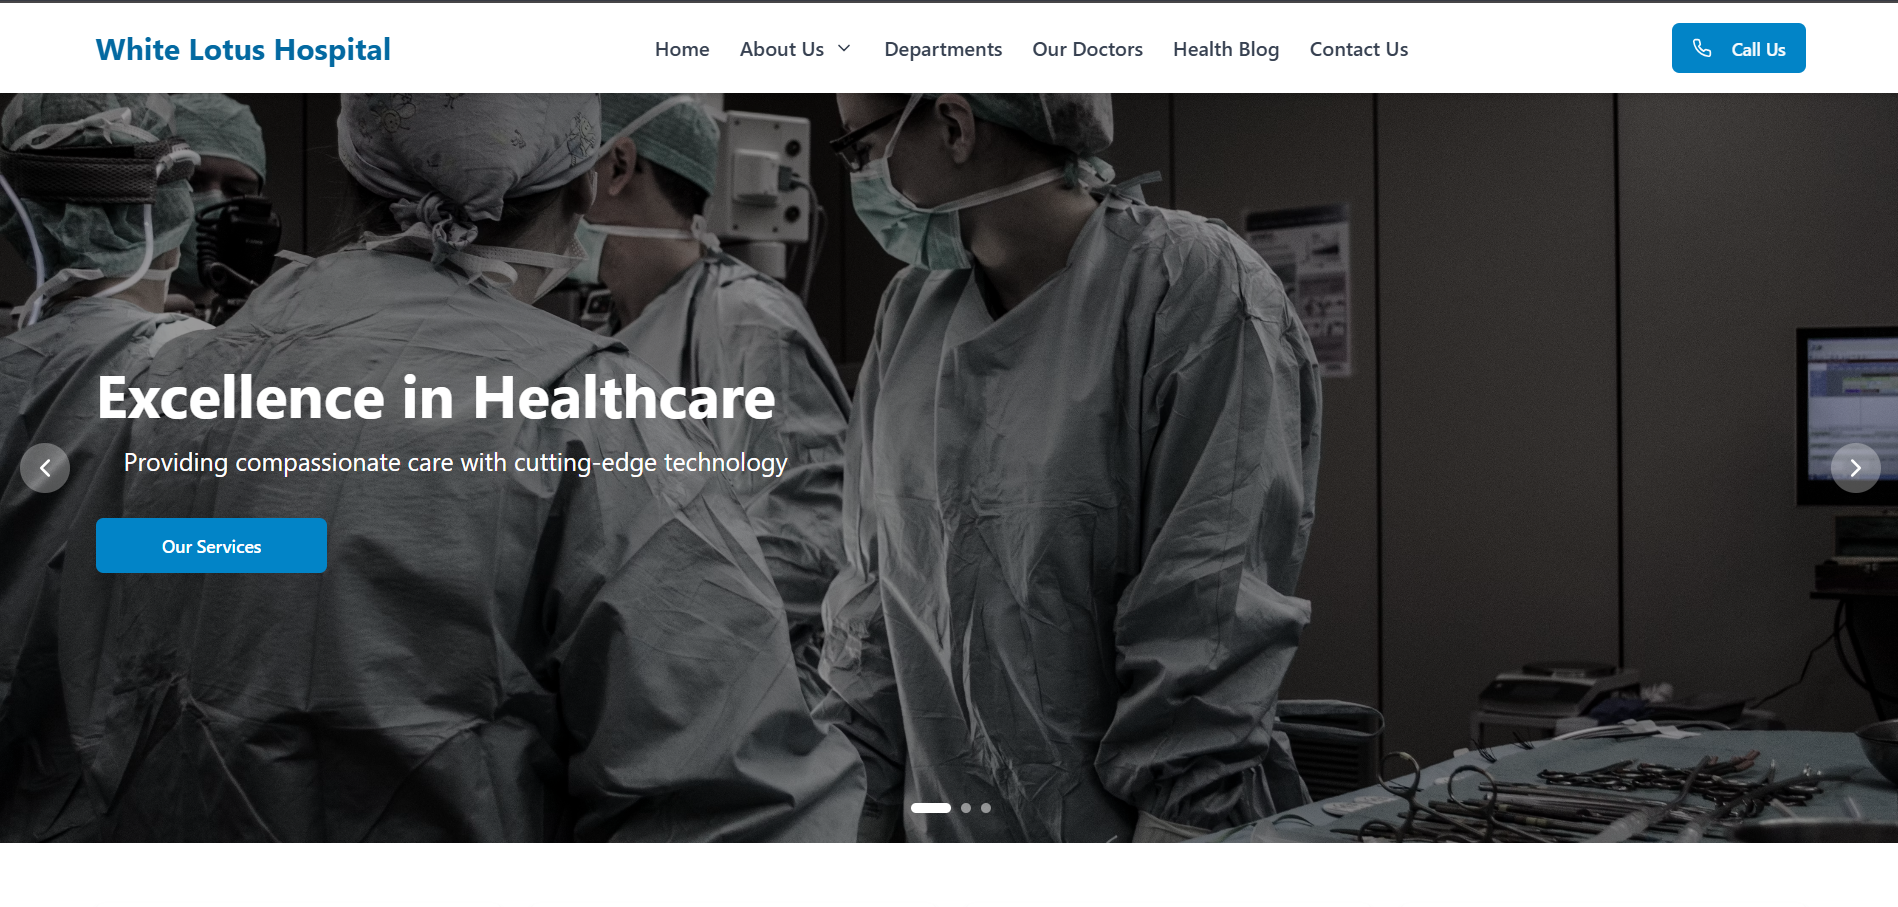 White Lotus Hospital
Home
About Us
Departments
Our Doctors
Health Blog
Contact Us
Call Us
Excellence in Healthcare
Providing compassionate care with cutting-edge technology
Our Services